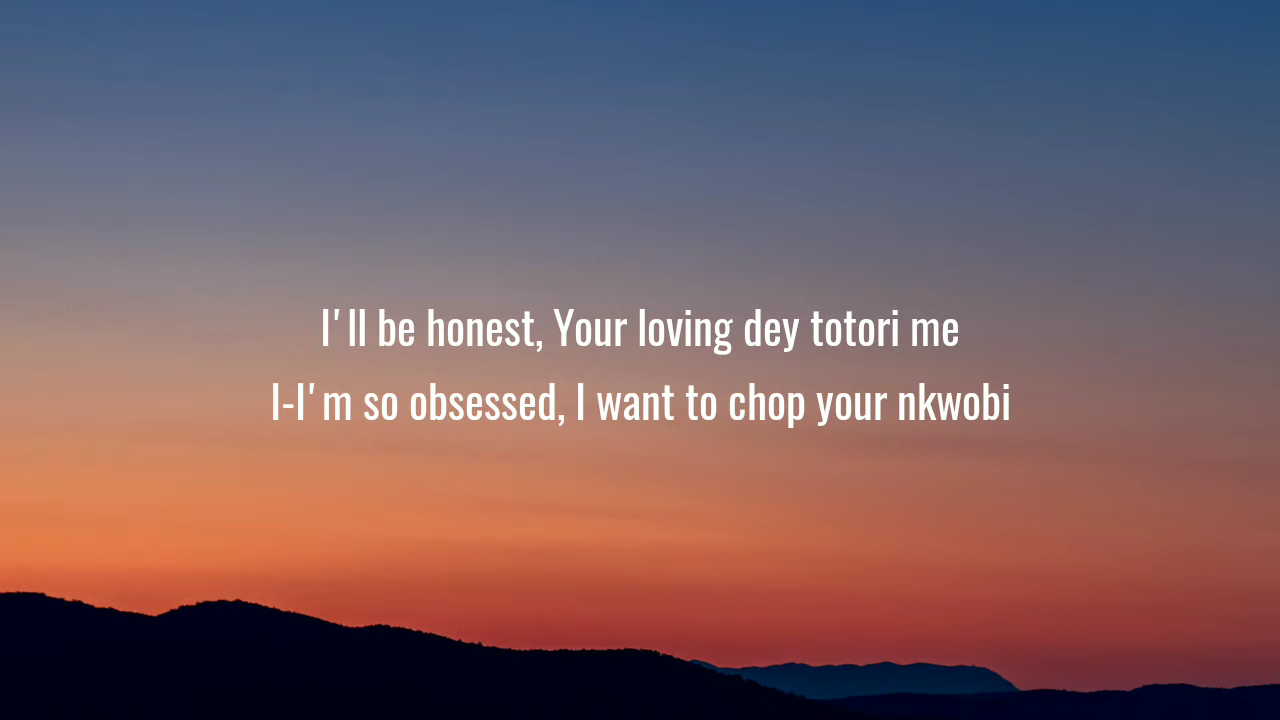 I'll be honest, Your loving dey totori me
I-I'm so obsessed, I want to chop your nkwobi